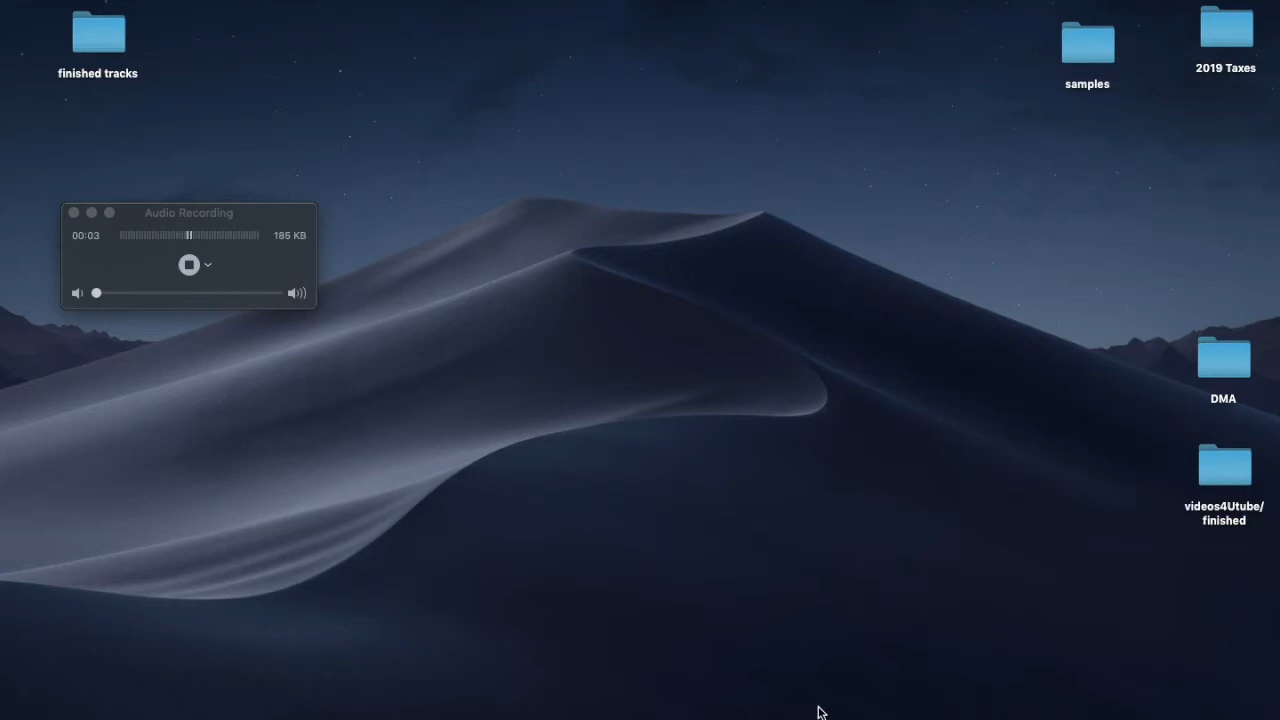 finished tracks
samples
2019 Taxes
Audio Recording
00:03
185 KB
DMA
videos4Utube/
finished